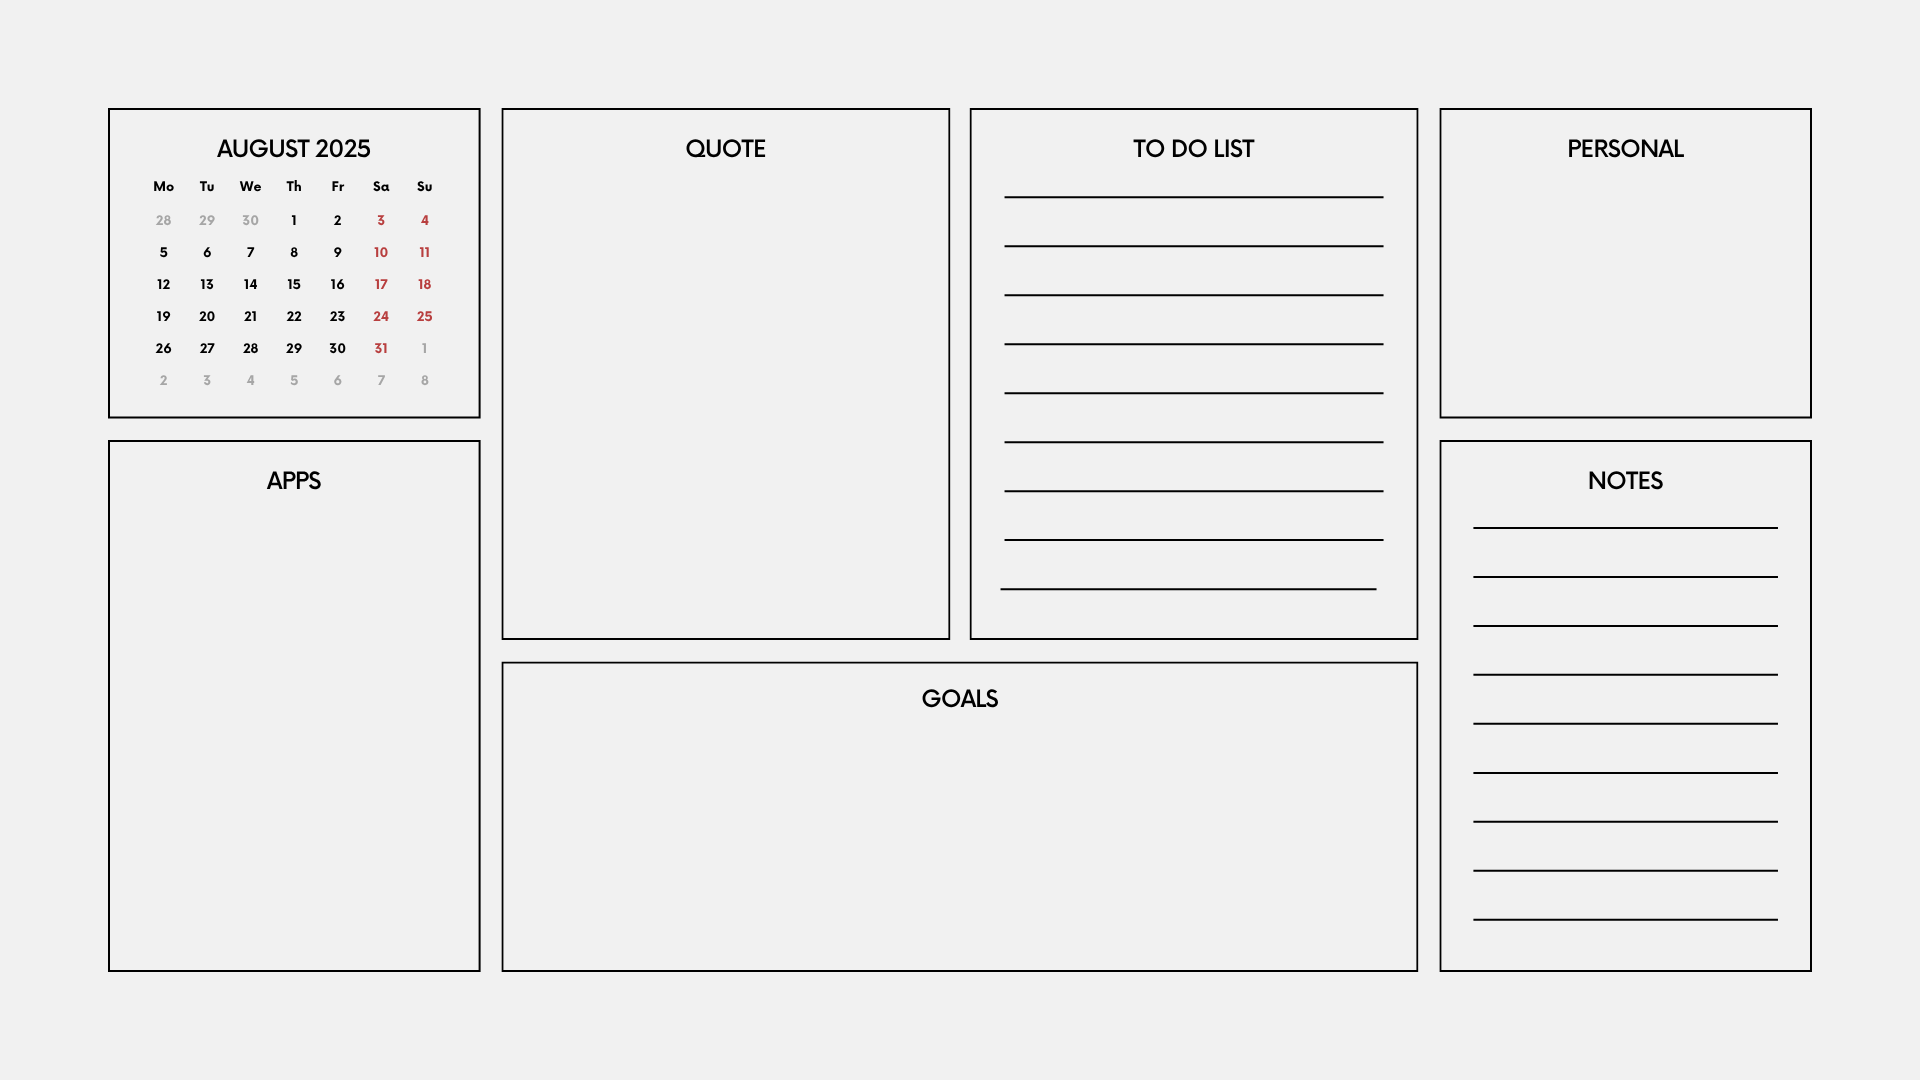 AUGUST 2025
Mo Tu We Th Fr Sa Su
28 29 30 1 2 3 4
5 6 7 8 9 10 11
12 13 14 15 16 17 18
19 20 21 22 23 24 25
26 27 28 29 30 31 1
2 3 4 5 6 7 8
QUOTE
TO DO LIST
PERSONAL
APPS
NOTES
GOALS